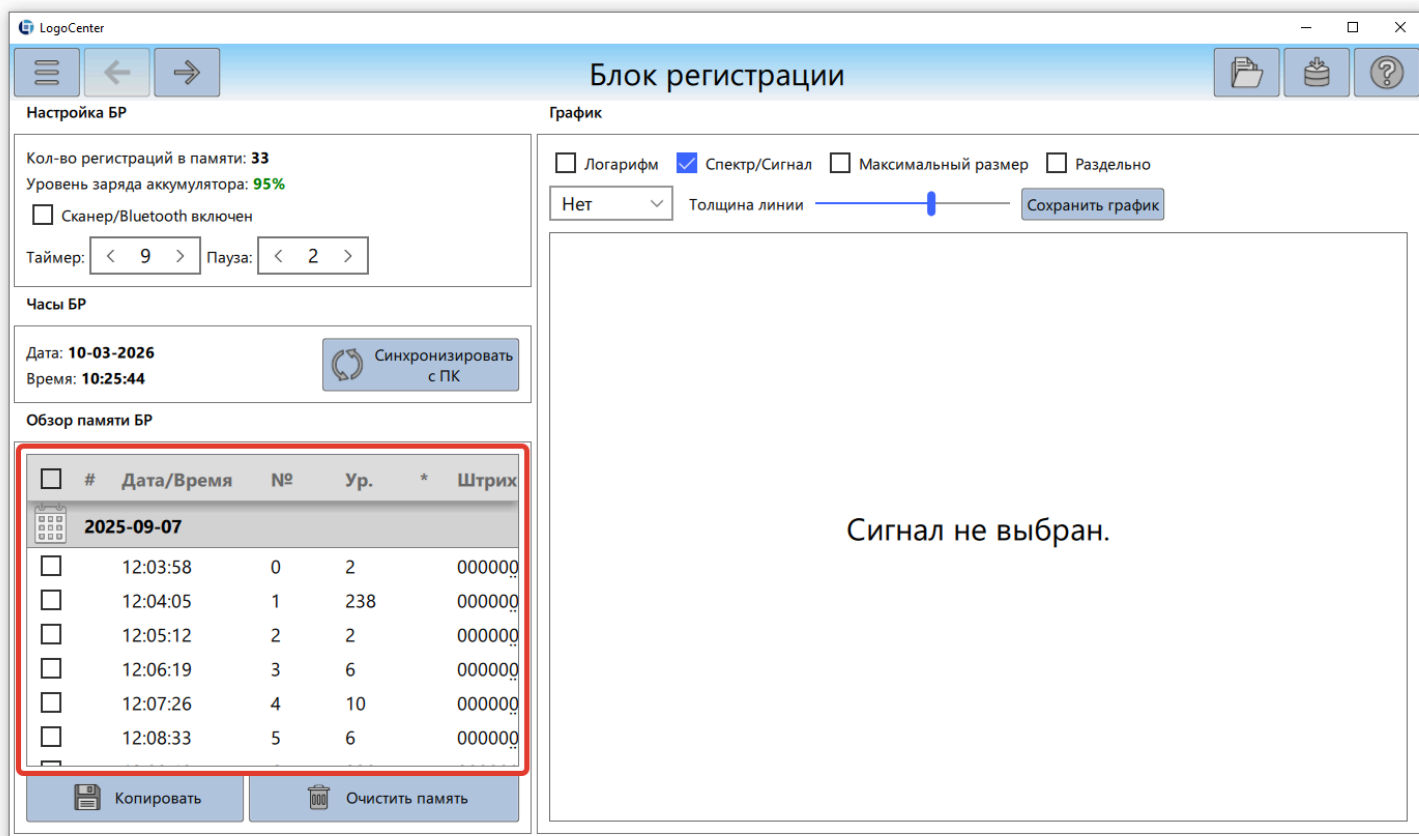 LogoCenter
Блок регистрации
Настройка БР
Кол-во регистраций в памяти: 33
Уровень заряда аккумулятора: 95%
Сканер/Bluetooth включен
Таймер: < 9 > Пауза: < 2 >
Часы БР
Дата: 10-03-2026
Время: 10:25:44
Синхронизировать
с ПК
Обзор памяти БР
# Дата/Время № Ур. * Штрих
2025-09-07
12:03:58 0 2 000000
12:04:05 1 238 000000
12:05:12 2 2 000000
12:06:19 3 6 000000
12:07:26 4 10 000000
12:08:33 5 6 000000
Копировать
Очистить память
График
Логарифм Спектр/Сигнал Максимальный размер Раздельно
Нет Толщина линии Сохранить график
Сигнал не выбран.